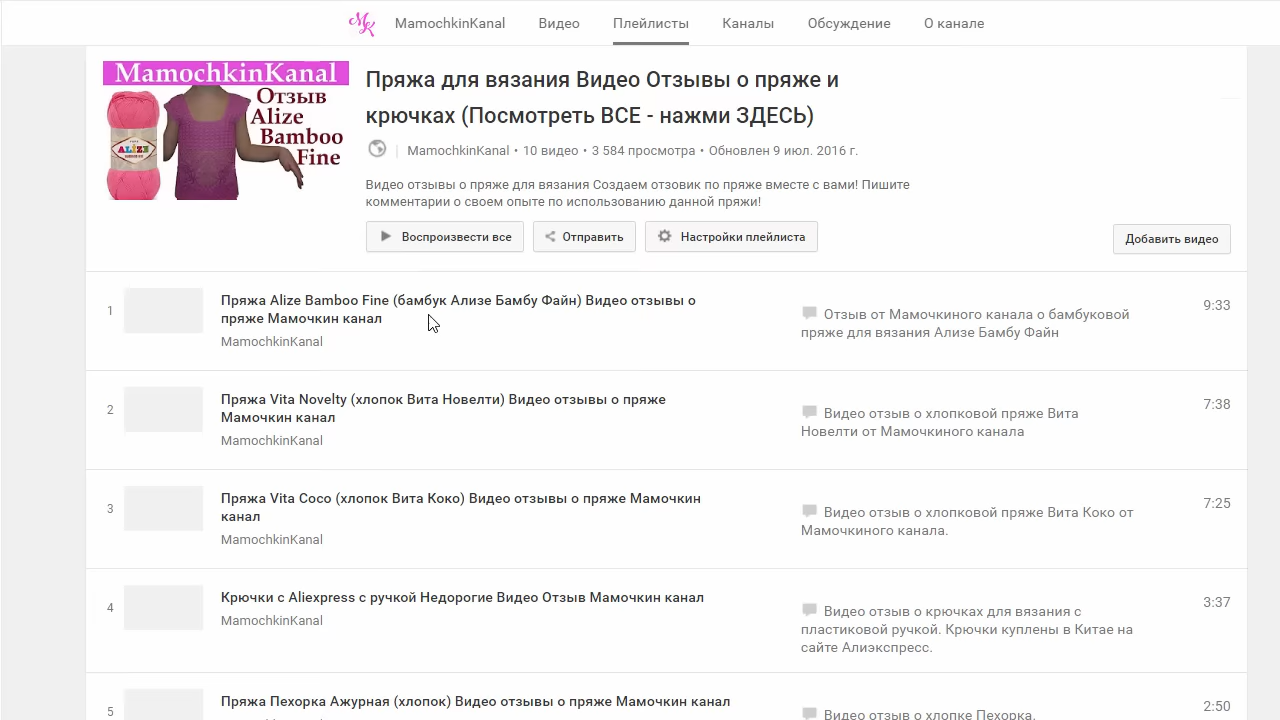 MK
MamochkinKanal
Видео
Плейлисты
Каналы
Обсуждение
О канале
MamochkinKanal
Отзыв
Alize
Bamboo
Fine
ALIZE
Пряжа для вязания Видео Отзывы о пряже и
крючках (Посмотреть ВСЕ - нажми ЗДЕСЬ)
MamochkinKanal • 10 видео • 3 584 просмотра • Обновлен 9 июл. 2016 г.
Видео отзывы о пряже для вязания Создаем отзовик по пряже вместе с вами! Пишите
комментарии о своем опыте по использованию данной пряжи!
Воспроизвести все
Отправить
Настройки плейлиста
Добавить видео
1
Пряжа Alize Bamboo Fine (бамбук Ализе Бамбу Файн) Видео отзывы о
пряже Мамочкин канал
MamochkinKanal
Отзыв от Мамочкиного канала о бамбуковой
пряже для вязания Ализе Бамбу Файн
9:33
2
Пряжа Vita Novelty (хлопок Вита Новелти) Видео отзывы о пряже
Мамочкин канал
MamochkinKanal
Видео отзыв о хлопковой пряже Вита
Новелти от Мамочкиного канала
7:38
3
Пряжа Vita Coco (хлопок Вита Коко) Видео отзывы о пряже Мамочкин
канал
MamochkinKanal
Видео отзыв о хлопковой пряже Вита Коко от
Мамочкиного канала.
7:25
4
Крючки с Aliexpress с ручкой Недорогие Видео Отзыв Мамочкин канал
MamochkinKanal
Видео отзыв о крючках для вязания с
пластиковой ручкой. Крючки куплены в Китае на
сайте Алиэкспресс.
3:37
5
Пряжа Пехорка Ажурная (хлопок) Видео отзывы о пряже Мамочкин канал
Видео отзыв о хлопке Пехорка.
2:50